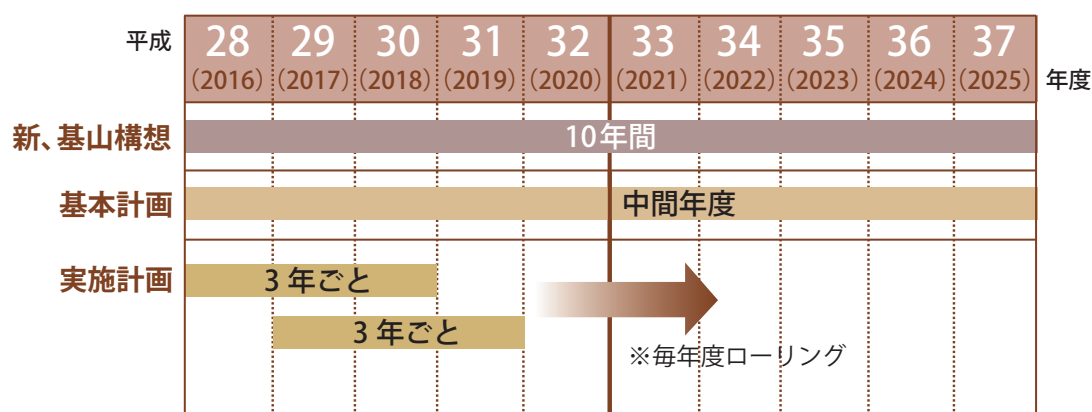 平成 28 29 30 31 32 33 34 35 36 37
(2016) (2017) (2018) (2019) (2020) (2021) (2022) (2023) (2024) (2025) 年度
新、基山構想 10年間
基本計画 中間年度
実施計画 3年ごと
3年ごと
※毎年度ローリング